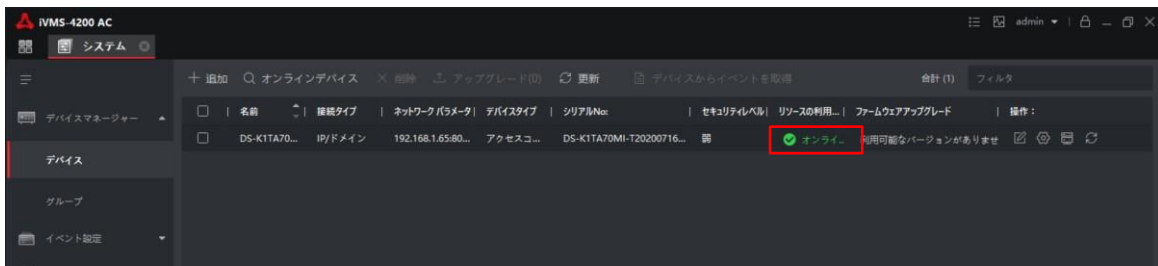 iVMS-4200 AC admin
システム
追加 オンラインデバイス 削除 アップグレード(0) 更新 デバイスからイベントを取得 合計 (1) フィルタ
デバイスマネージャー
名前 | 接続タイプ | ネットワーク パラメータ| デバイスタイプ | シリアルNo: | セキュリティレベル| リソースの利用... | ファームウェアアップグレード | 操作：
DS-K1TA70... IP/ドメイン 192.168.1.65:80... アクセスコ... DS-K1TA70MI-T20200716... 弱 オンライ... 利用可能なバージョンがありませ
デバイス
グループ
イベント設定